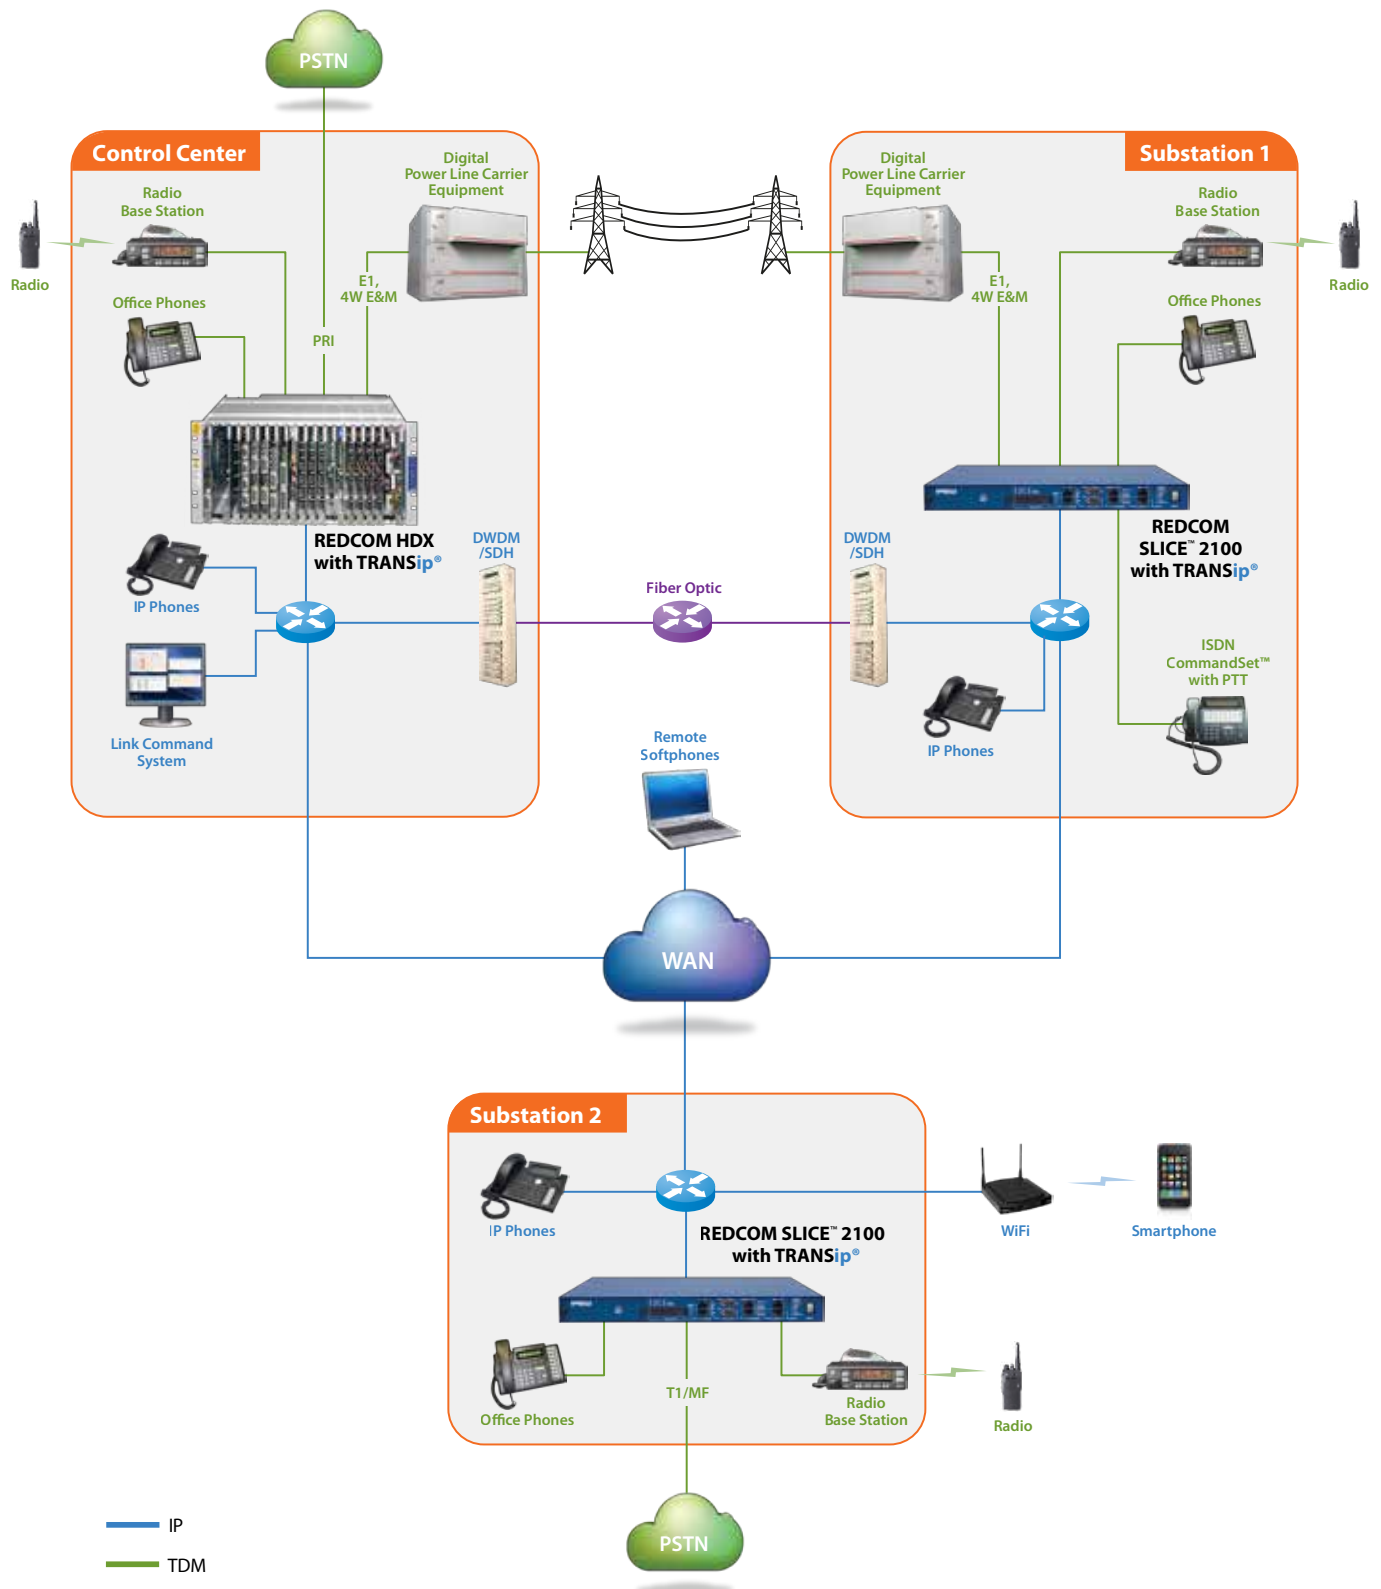 PSTN
Control Center
Substation 1
Digital
Power Line Carrier
Equipment
Digital
Power Line Carrier
Equipment
Radio
Base Station
Radio
Base Station
Radio
Radio
E1,
4W E&M
E1,
4W E&M
Office Phones
Office Phones
PRI
REDCOM HDX
with TRANSip®
DWDM
/SDH
DWDM
/SDH
REDCOM
SLICE™ 2100
with TRANSip®
Fiber Optic
IP Phones
ISDN
CommandSet™
with PTT
Link Command
System
Remote
Softphones
IP Phones
WAN
Substation 2
IP Phones
REDCOM SLICE™ 2100
with TRANSip®
WiFi
Smartphone
T1/MF
Office Phones
Radio
Base Station
Radio
PSTN
IP
TDM